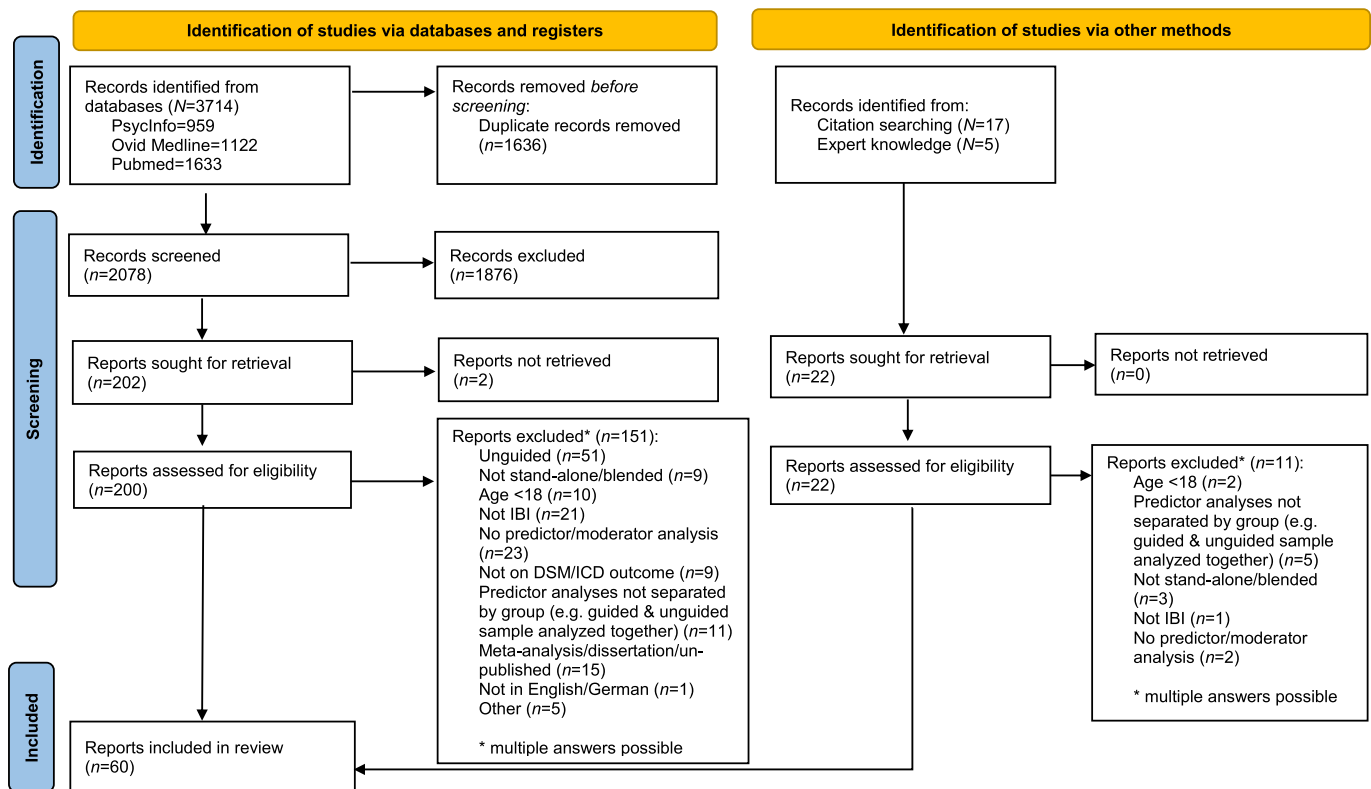 Identification of studies via databases and registers
Identification of studies via other methods
Identification
Records identified from
databases (N=3714)
PsycInfo=959
Ovid Medline=1122
Pubmed=1633
Records removed before
screening:
Duplicate records removed
(n=1636)
Records identified from:
Citation searching (N=17)
Expert knowledge (N=5)
Screening
Records screened
(n=2078)
Records excluded
(n=1876)
Reports sought for retrieval
(n=202)
Reports not retrieved
(n=2)
Reports sought for retrieval
(n=22)
Reports not retrieved
(n=0)
Reports assessed for eligibility
(n=200)
Reports excluded* (n=151):
Unguided (n=51)
Not stand-alone/blended (n=9)
Age <18 (n=10)
Not IBI (n=21)
No predictor/moderator analysis
(n=23)
Not on DSM/ICD outcome (n=9)
Predictor analyses not separated
by group (e.g. guided & unguided
sample analyzed together) (n=11)
Meta-analysis/dissertation/un-
published (n=15)
Not in English/German (n=1)
Other (n=5)
* multiple answers possible
Reports assessed for eligibility
(n=22)
Reports excluded* (n=11):
Age <18 (n=2)
Predictor analyses not
separated by group (e.g.
guided & unguided sample
analyzed together) (n=5)
Not stand-alone/blended
(n=3)
Not IBI (n=1)
No predictor/moderator
analysis (n=2)
* multiple answers possible
Included
Reports included in review
(n=60)